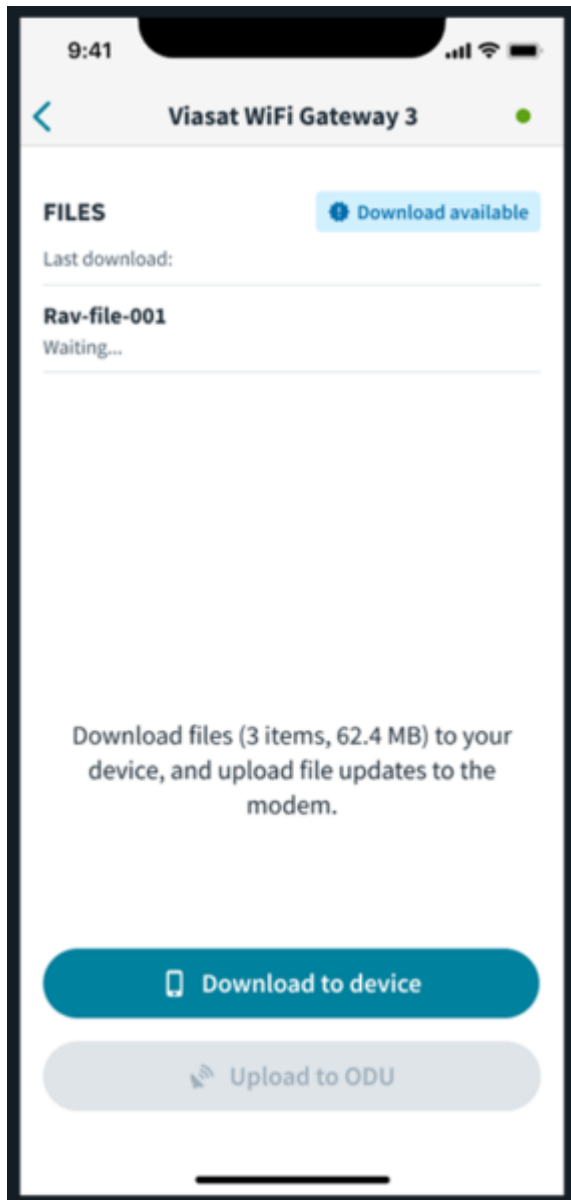 9:41
Viasat WiFi Gateway 3
FILES
Download available
Last download:
Rav-file-001
Waiting...
Download files (3 items, 62.4 MB) to your
device, and upload file updates to the
modem.
Download to device
Upload to ODU